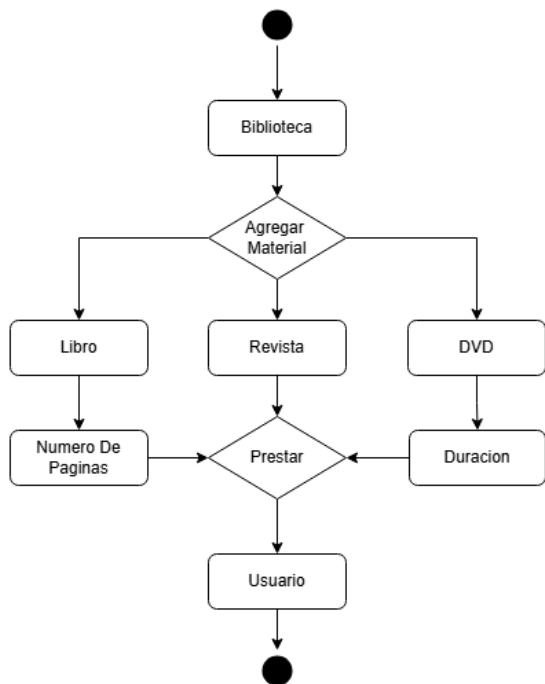 Biblioteca
Agregar
Material
Libro
Revista
DVD
Numero De
Paginas
Prestar
Duracion
Usuario